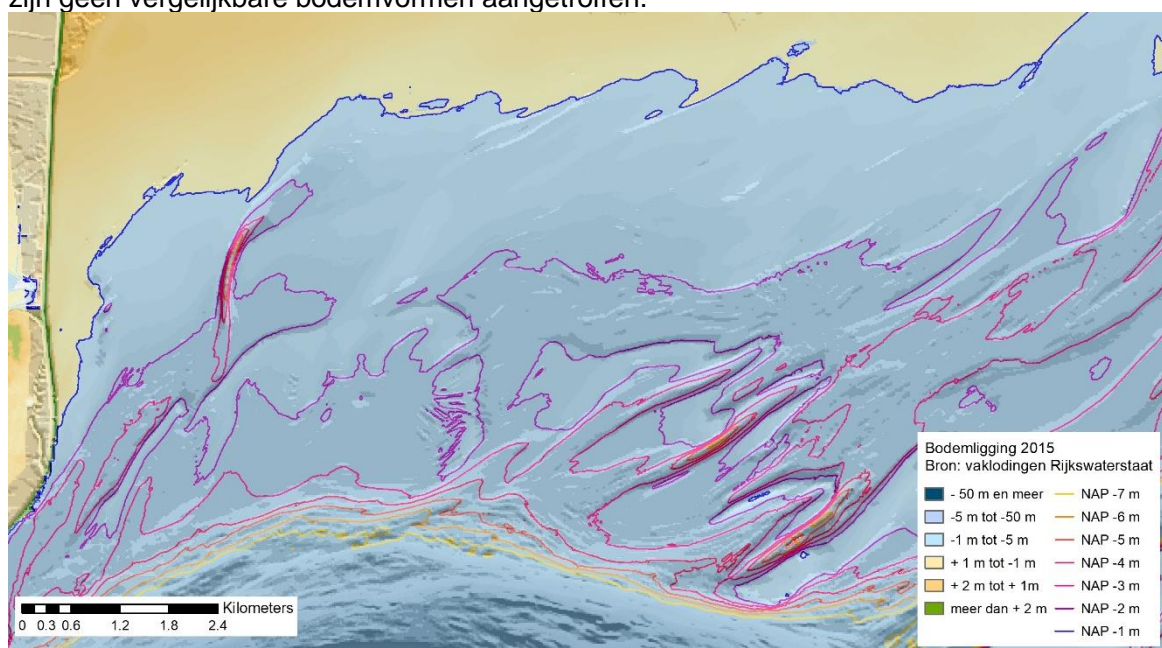 zijn geen vergelijkbare bodemvormen aangetroffen.
Bodemligging 2015
Bron: vaklodingen Rijkswaterstaat
- 50 m en meer
-5 m tot -50 m
-1 m tot -5 m
+ 1 m tot -1 m
+ 2 m tot + 1m
meer dan + 2 m
NAP -7 m
NAP -6 m
NAP -5 m
NAP -4 m
NAP -3 m
NAP -2 m
NAP -1 m
Kilometers
0 0.3 0.6 1.2 1.8 2.4